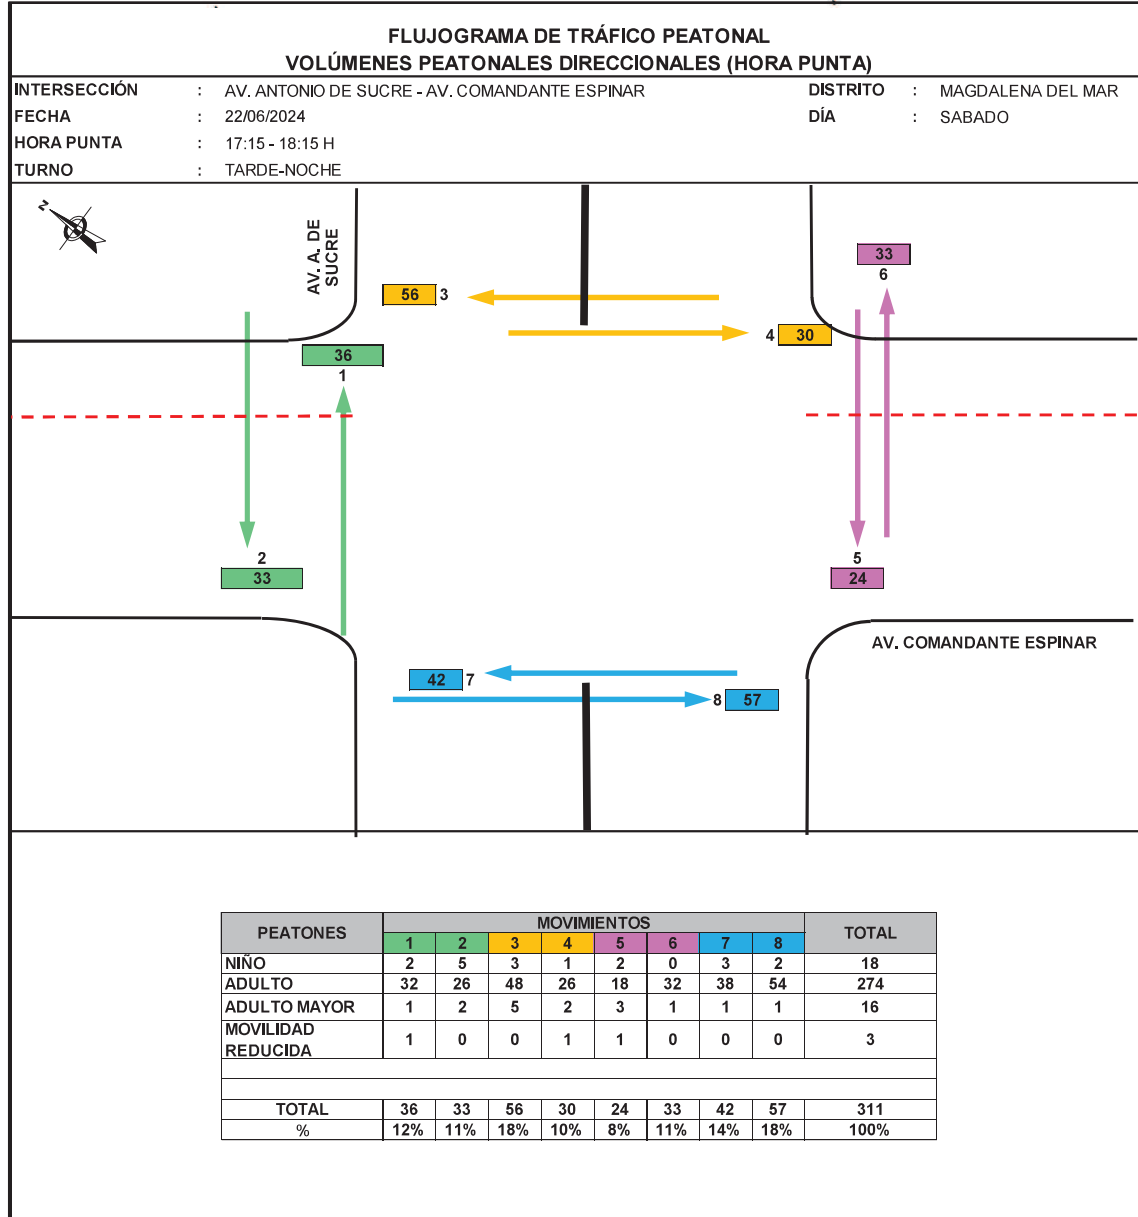 FLUJOGRAMA DE TRÁFICO PEATONAL
VOLÚMENES PEATONALES DIRECCIONALES (HORA PUNTA)
INTERSECCIÓN : AV. ANTONIO DE SUCRE - AV. COMANDANTE ESPINAR DISTRITO : MAGDALENA DEL MAR
FECHA : 22/06/2024 DÍA : SABADO
HORA PUNTA : 17:15 - 18:15 H
TURNO : TARDE-NOCHE
N
AV. A. DE
SUCRE
33
6
56 3
4 30
36
1
2
33
5
24
AV. COMANDANTE ESPINAR
42 7
8 57
PEATONES MOVIMIENTOS TOTAL
1 2 3 4 5 6 7 8
NIÑO 2 5 3 1 2 0 3 2 18
ADULTO 32 26 48 26 18 32 38 54 274
ADULTO MAYOR 1 2 5 2 3 1 1 1 16
MOVILIDAD
REDUCIDA 1 0 0 1 1 0 0 0 3
TOTAL 36 33 56 30 24 33 42 57 311
% 12% 11% 18% 10% 8% 11% 14% 18% 100%